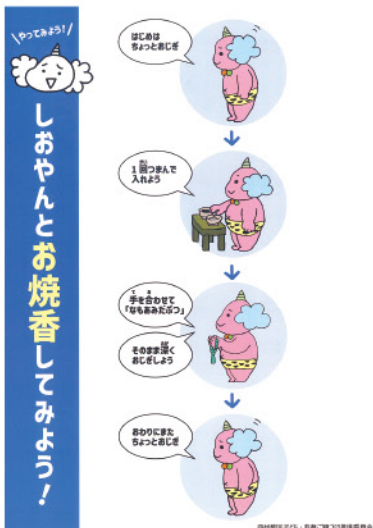 やってみよう！
しおやんとお焼香してみよう！
はじめは
ちょっとおじぎ
1回つまんで
入れよう
手を合わせて
「なもあみだぶつ」
そのまま深く
おじぎしよう
おわりにまた
ちょっとおじぎ